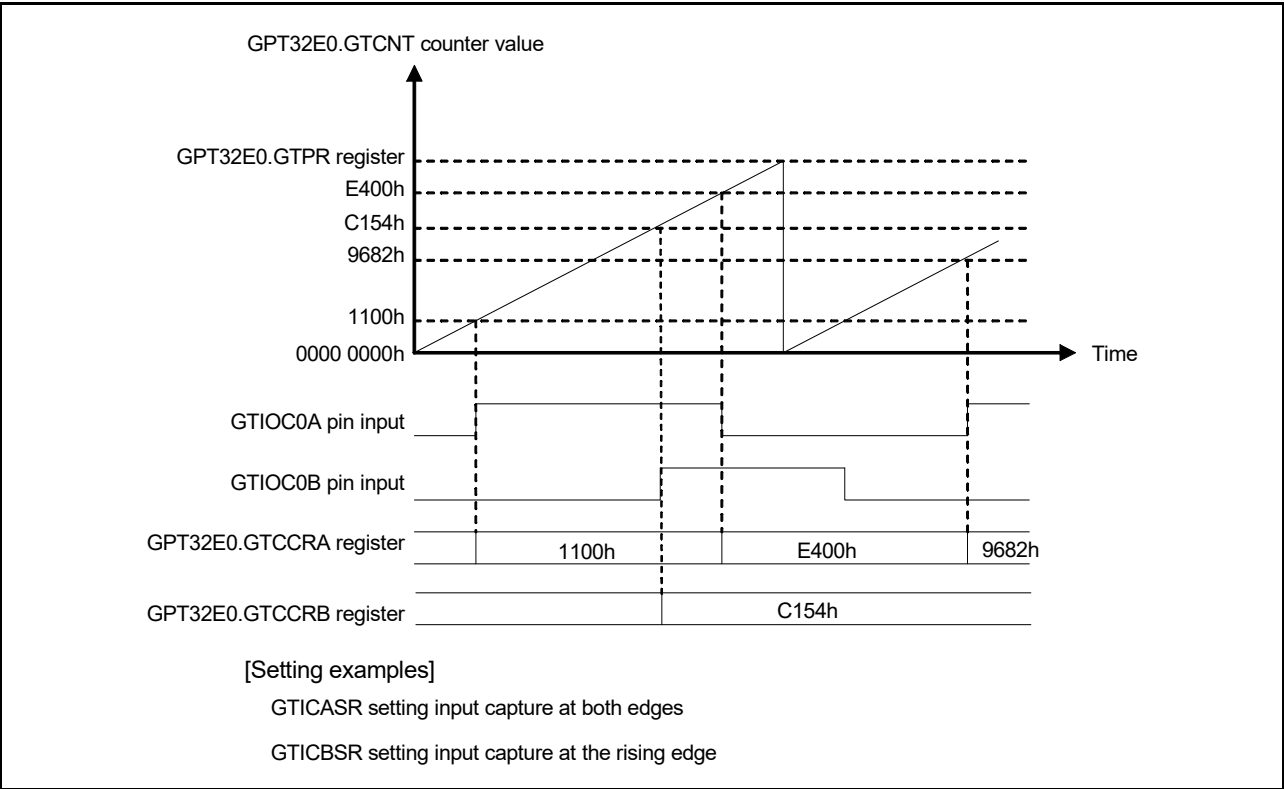 GPT32E0.GTCNT counter value
GPT32E0.GTPR register
E400h
C154h
9682h
1100h
0000 0000h
Time
GTIOC0A pin input
GTIOC0B pin input
GPT32E0.GTCCRA register
1100h
E400h
9682h
GPT32E0.GTCCRB register
C154h
[Setting examples]
GTICASR setting input capture at both edges
GTICBSR setting input capture at the rising edge